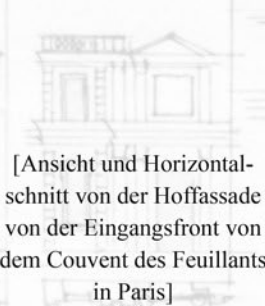 [Ansicht und Horizontal-
schnitt von der Hoffassade
von der Eingangsfront von
dem Couvent des Feuillants
in Paris]